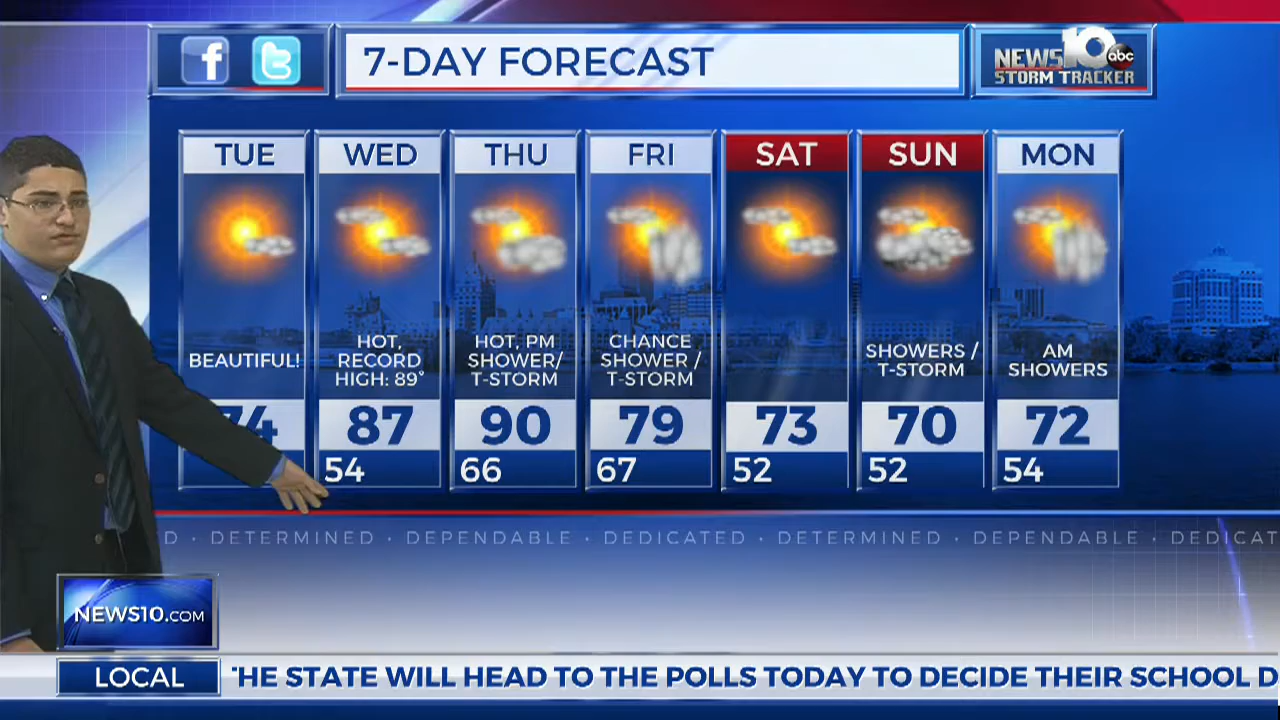 f
t
7-DAY FORECAST
NEWS10 abc
STORM TRACKER
TUE
WED
THU
FRI
SAT
SUN
MON
BEAUTIFUL!
HOT,
RECORD
HIGH: 89°
HOT, PM
SHOWER/
T-STORM
CHANCE
SHOWER /
T-STORM
SHOWERS /
T-STORM
AM
SHOWERS
74
87
90
79
73
70
72
54
66
67
52
52
54
D • DETERMINED • DEPENDABLE • DEDICATED • DETERMINED • DEPENDABLE • DEDICAT
NEWS10.COM
LOCAL
HE STATE WILL HEAD TO THE POLLS TODAY TO DECIDE THEIR SCHOOL D